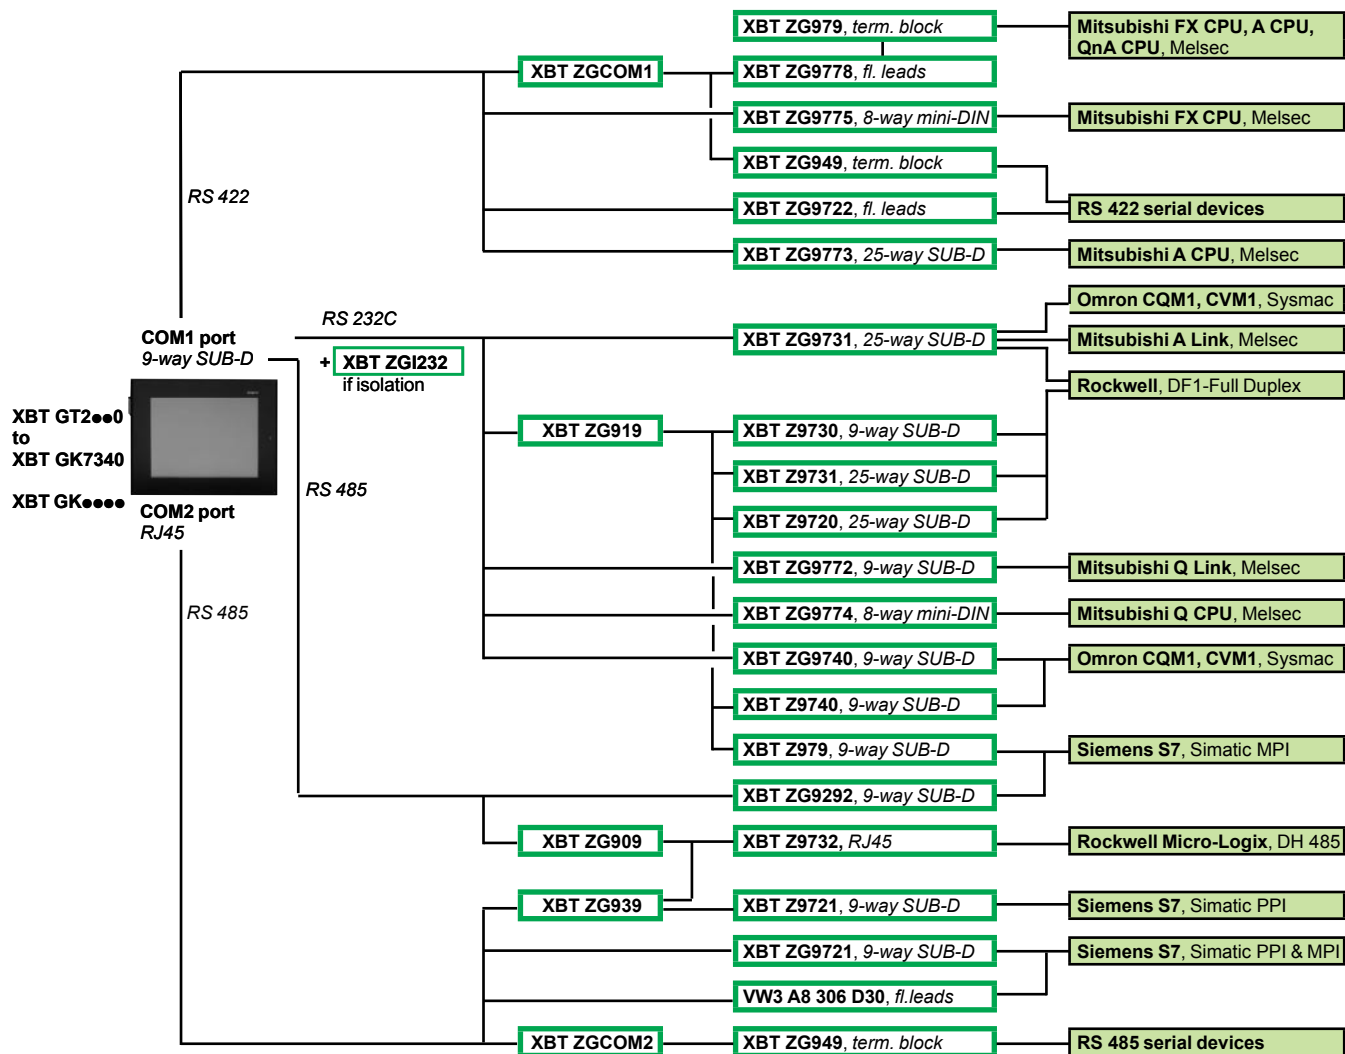 XBT ZG979, term. block
Mitsubishi FX CPU, A CPU,
QnA CPU, Melsec
XBT ZGCOM1
XBT ZG9778, fl. leads
XBT ZG9775, 8-way mini-DIN
Mitsubishi FX CPU, Melsec
XBT ZG949, term. block
RS 422
XBT ZG9722, fl. leads
RS 422 serial devices
XBT ZG9773, 25-way SUB-D
Mitsubishi A CPU, Melsec
Omron CQM1, CVM1, Sysmac
RS 232C
COM1 port
9-way SUB-D
XBT ZG9731, 25-way SUB-D
Mitsubishi A Link, Melsec
+ XBT ZGI232
if isolation
Rockwell, DF1-Full Duplex
XBT GT2●●0
to
XBT GK7340
XBT GK●●●●
XBT ZG919
XBT Z9730, 9-way SUB-D
XBT Z9731, 25-way SUB-D
RS 485
COM2 port
RJ45
XBT Z9720, 25-way SUB-D
XBT ZG9772, 9-way SUB-D
Mitsubishi Q Link, Melsec
RS 485
XBT ZG9774, 8-way mini-DIN
Mitsubishi Q CPU, Melsec
XBT ZG9740, 9-way SUB-D
Omron CQM1, CVM1, Sysmac
XBT Z9740, 9-way SUB-D
XBT Z979, 9-way SUB-D
Siemens S7, Simatic MPI
XBT ZG9292, 9-way SUB-D
XBT ZG909
XBT Z9732, RJ45
Rockwell Micro-Logix, DH 485
XBT ZG939
XBT Z9721, 9-way SUB-D
Siemens S7, Simatic PPI
XBT ZG9721, 9-way SUB-D
Siemens S7, Simatic PPI & MPI
VW3 A8 306 D30, fl.leads
XBT ZGCOM2
XBT ZG949, term. block
RS 485 serial devices